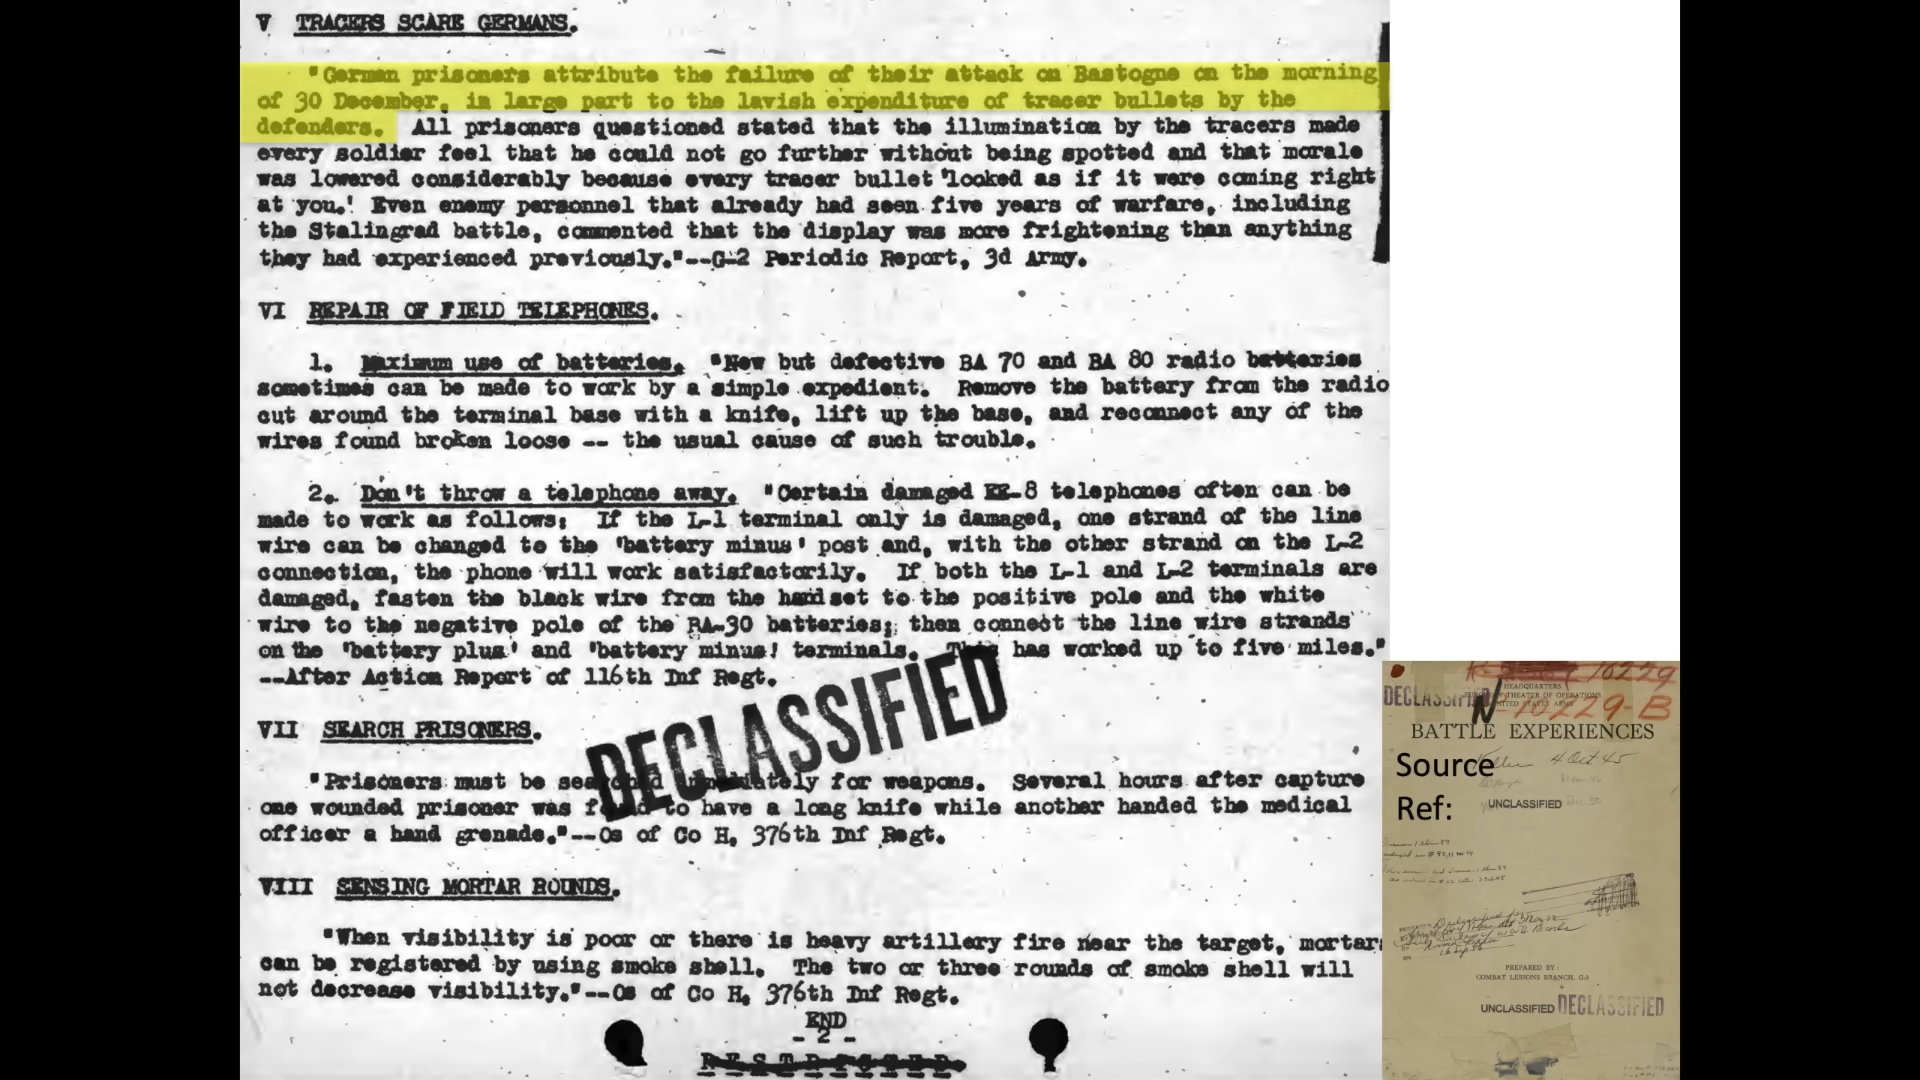 V TRACERS SCARE GERMANS.
"German prisoners attribute the failure of their attack on Bastogne on the morning
of 30 December, in large part to the lavish expenditure of tracer bullets by the
defenders. All prisoners questioned stated that the illumination by the tracers made
every soldier feel that he could not go further without being spotted and that morale
was lowered considerably because every tracer bullet 'looked as if it were coming right
at you.' Even enemy personnel that already had seen five years of warfare, including
the Stalingrad battle, commented that the display was more frightening than anything
they had experienced previously."--G-2 Periodic Report, 3d Army.
VI REPAIR OF FIELD TELEPHONES.
1. Maximum use of batteries. "New but defective BA 70 and BA 80 radio batteries
sometimes can be made to work by a simple expedient. Remove the battery from the radio
cut around the terminal base with a knife, lift up the base, and reconnect any of the
wires found broken loose -- the usual cause of such trouble.
2. Don't throw a telephone away. "Certain damaged EE-8 telephones often can be
made to work as follows: If the L-1 terminal only is damaged, one strand of the line
wire can be changed to the 'battery minus' post and, with the other strand on the L-2
connection, the phone will work satisfactorily. If both the L-1 and L-2 terminals are
damaged, fasten the black wire from the handset to the positive pole and the white
wire to the negative pole of the BA-30 batteries; then connect the line wire strands
on the 'battery plus' and 'battery minus' terminals. This has worked up to five miles."
--After Action Report of 116th Inf Regt.
VII SEARCH PRISONERS.
DECLASSIFIED
"Prisoners must be searched immediately for weapons. Several hours after capture
one wounded prisoner was found to have a long knife while another handed the medical
officer a hand grenade."--Os of Co H, 376th Inf Regt.
VIII SENSING MORTAR ROUNDS.
"When visibility is poor or there is heavy artillery fire near the target, mortars
can be registered by using smoke shell. The two or three rounds of smoke shell will
not decrease visibility."--Os of Co H, 376th Inf Regt.
END
- 2 -
RESTRICTED
10229
DECLASSIFIED
HEADQUARTERS
EUROPEAN THEATER OF OPERATIONS
UNITED STATES ARMY
N-10229-B
BATTLE EXPERIENCES
4 Oct 45
Source
Ref:
UNCLASSIFIED
PREPARED BY:
COMBAT LESSONS BRANCH, G-3
UNCLASSIFIED DECLASSIFIED